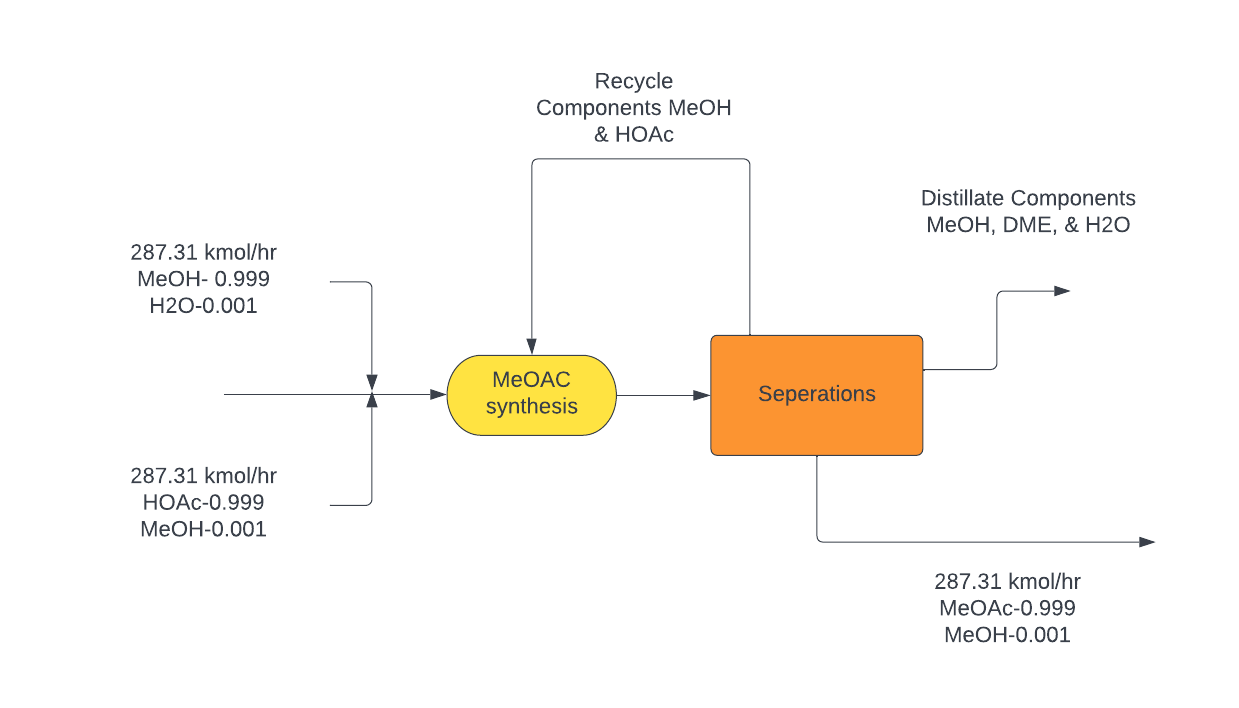 Recycle
Components MeOH
& HOAc
Distillate Components
MeOH, DME, & H2O
287.31 kmol/hr
MeOH- 0.999
H2O-0.001
MeOAC
synthesis
Seperations
287.31 kmol/hr
HOAc-0.999
MeOH-0.001
287.31 kmol/hr
MeOAc-0.999
MeOH-0.001